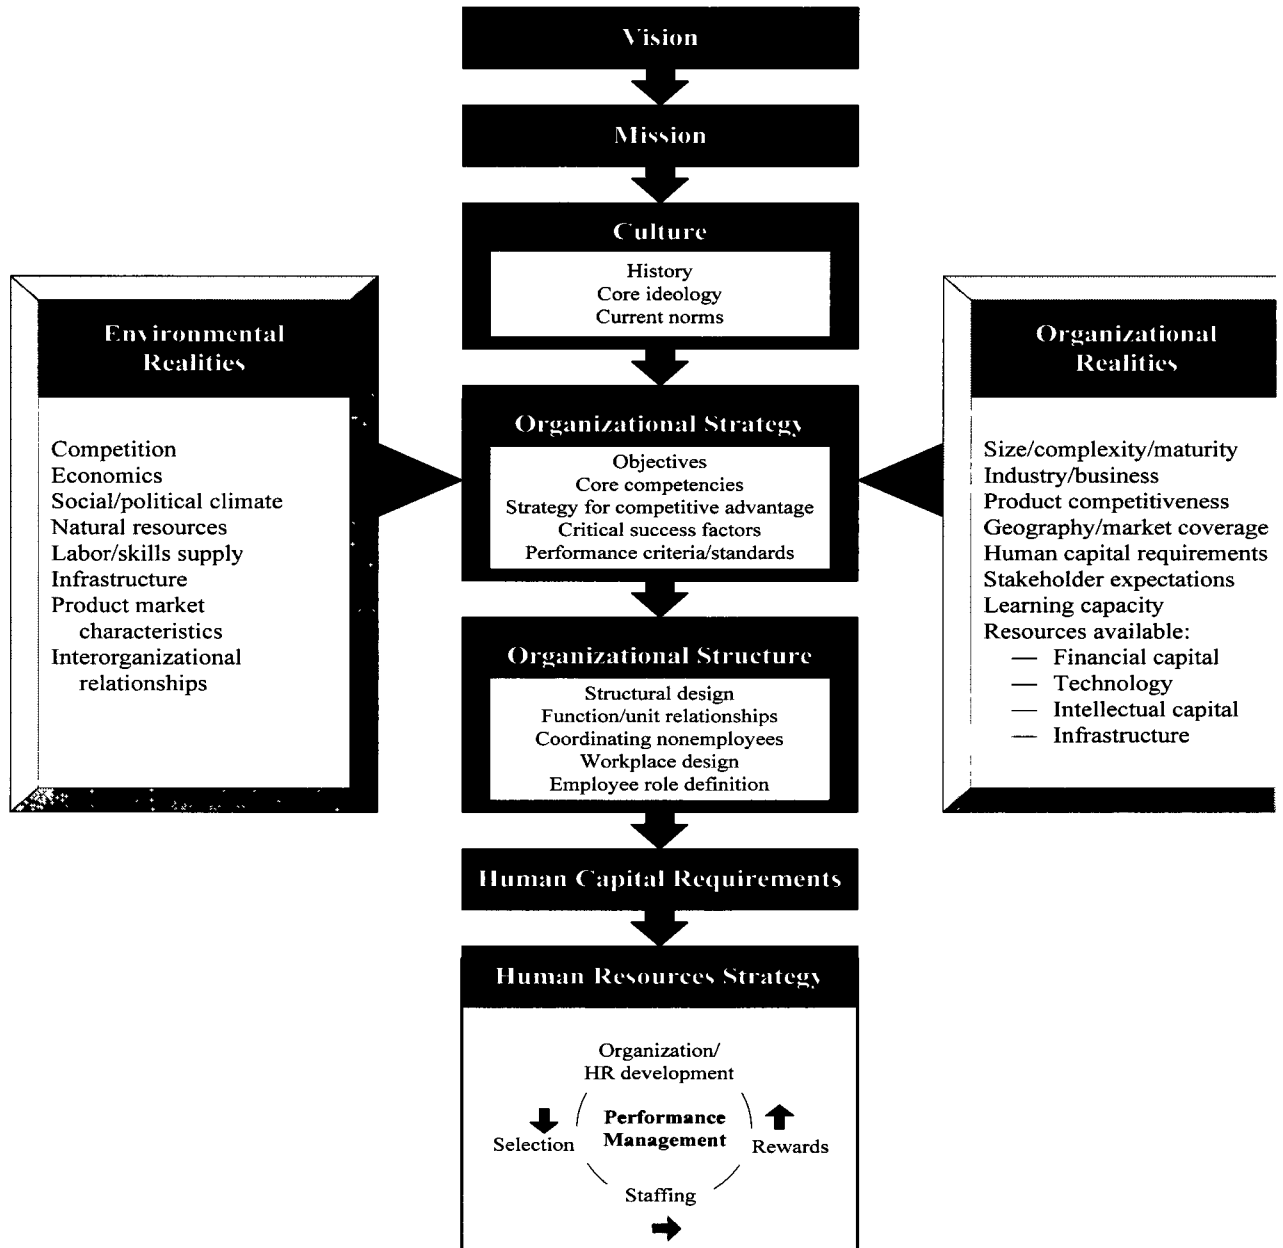 Vision
Mission
Culture
History
Core ideology
Current norms
Environmental
Realities
Competition
Economics
Social/political climate
Natural resources
Labor/skills supply
Infrastructure
Product market
characteristics
Interorganizational
relationships
Organizational Strategy
Objectives
Core competencies
Strategy for competitive advantage
Critical success factors
Performance criteria/standards
Organizational
Realities
Size/complexity/maturity
Industry/business
Product competitiveness
Geography/market coverage
Human capital requirements
Stakeholder expectations
Learning capacity
Resources available:
— Financial capital
— Technology
— Intellectual capital
— Infrastructure
Organizational Structure
Structural design
Function/unit relationships
Coordinating nonemployees
Workplace design
Employee role definition
Human Capital Requirements
Human Resources Strategy
Organization/
HR development
Performance
Management
Selection
Rewards
Staffing